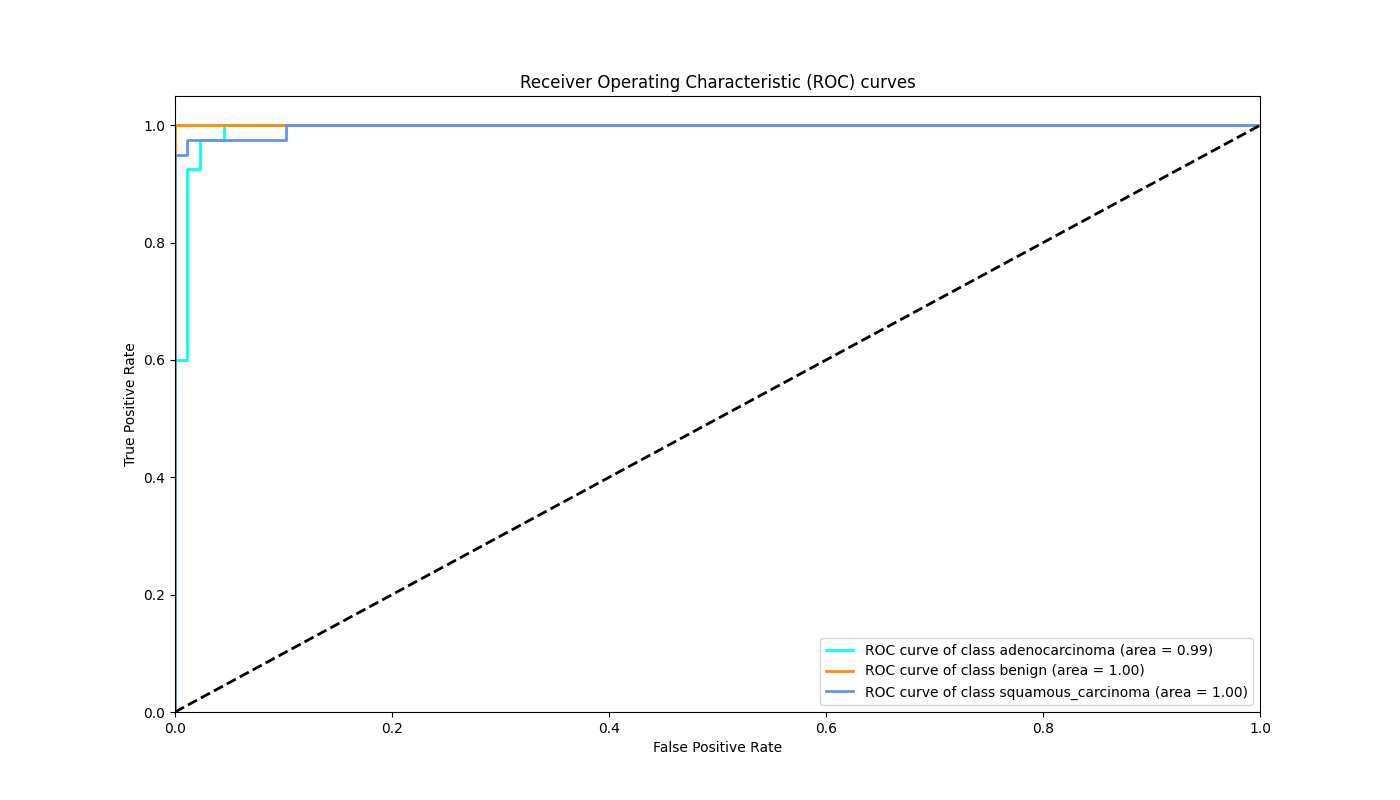 Receiver Operating Characteristic (ROC) curves
1.0
0.8
0.6
0.4
0.2
0.0
True Positive Rate
ROC curve of class adenocarcinoma (area = 0.99)
ROC curve of class benign (area = 1.00)
ROC curve of class squamous_carcinoma (area = 1.00)
0.0 0.2 0.4 0.6 0.8 1.0
False Positive Rate